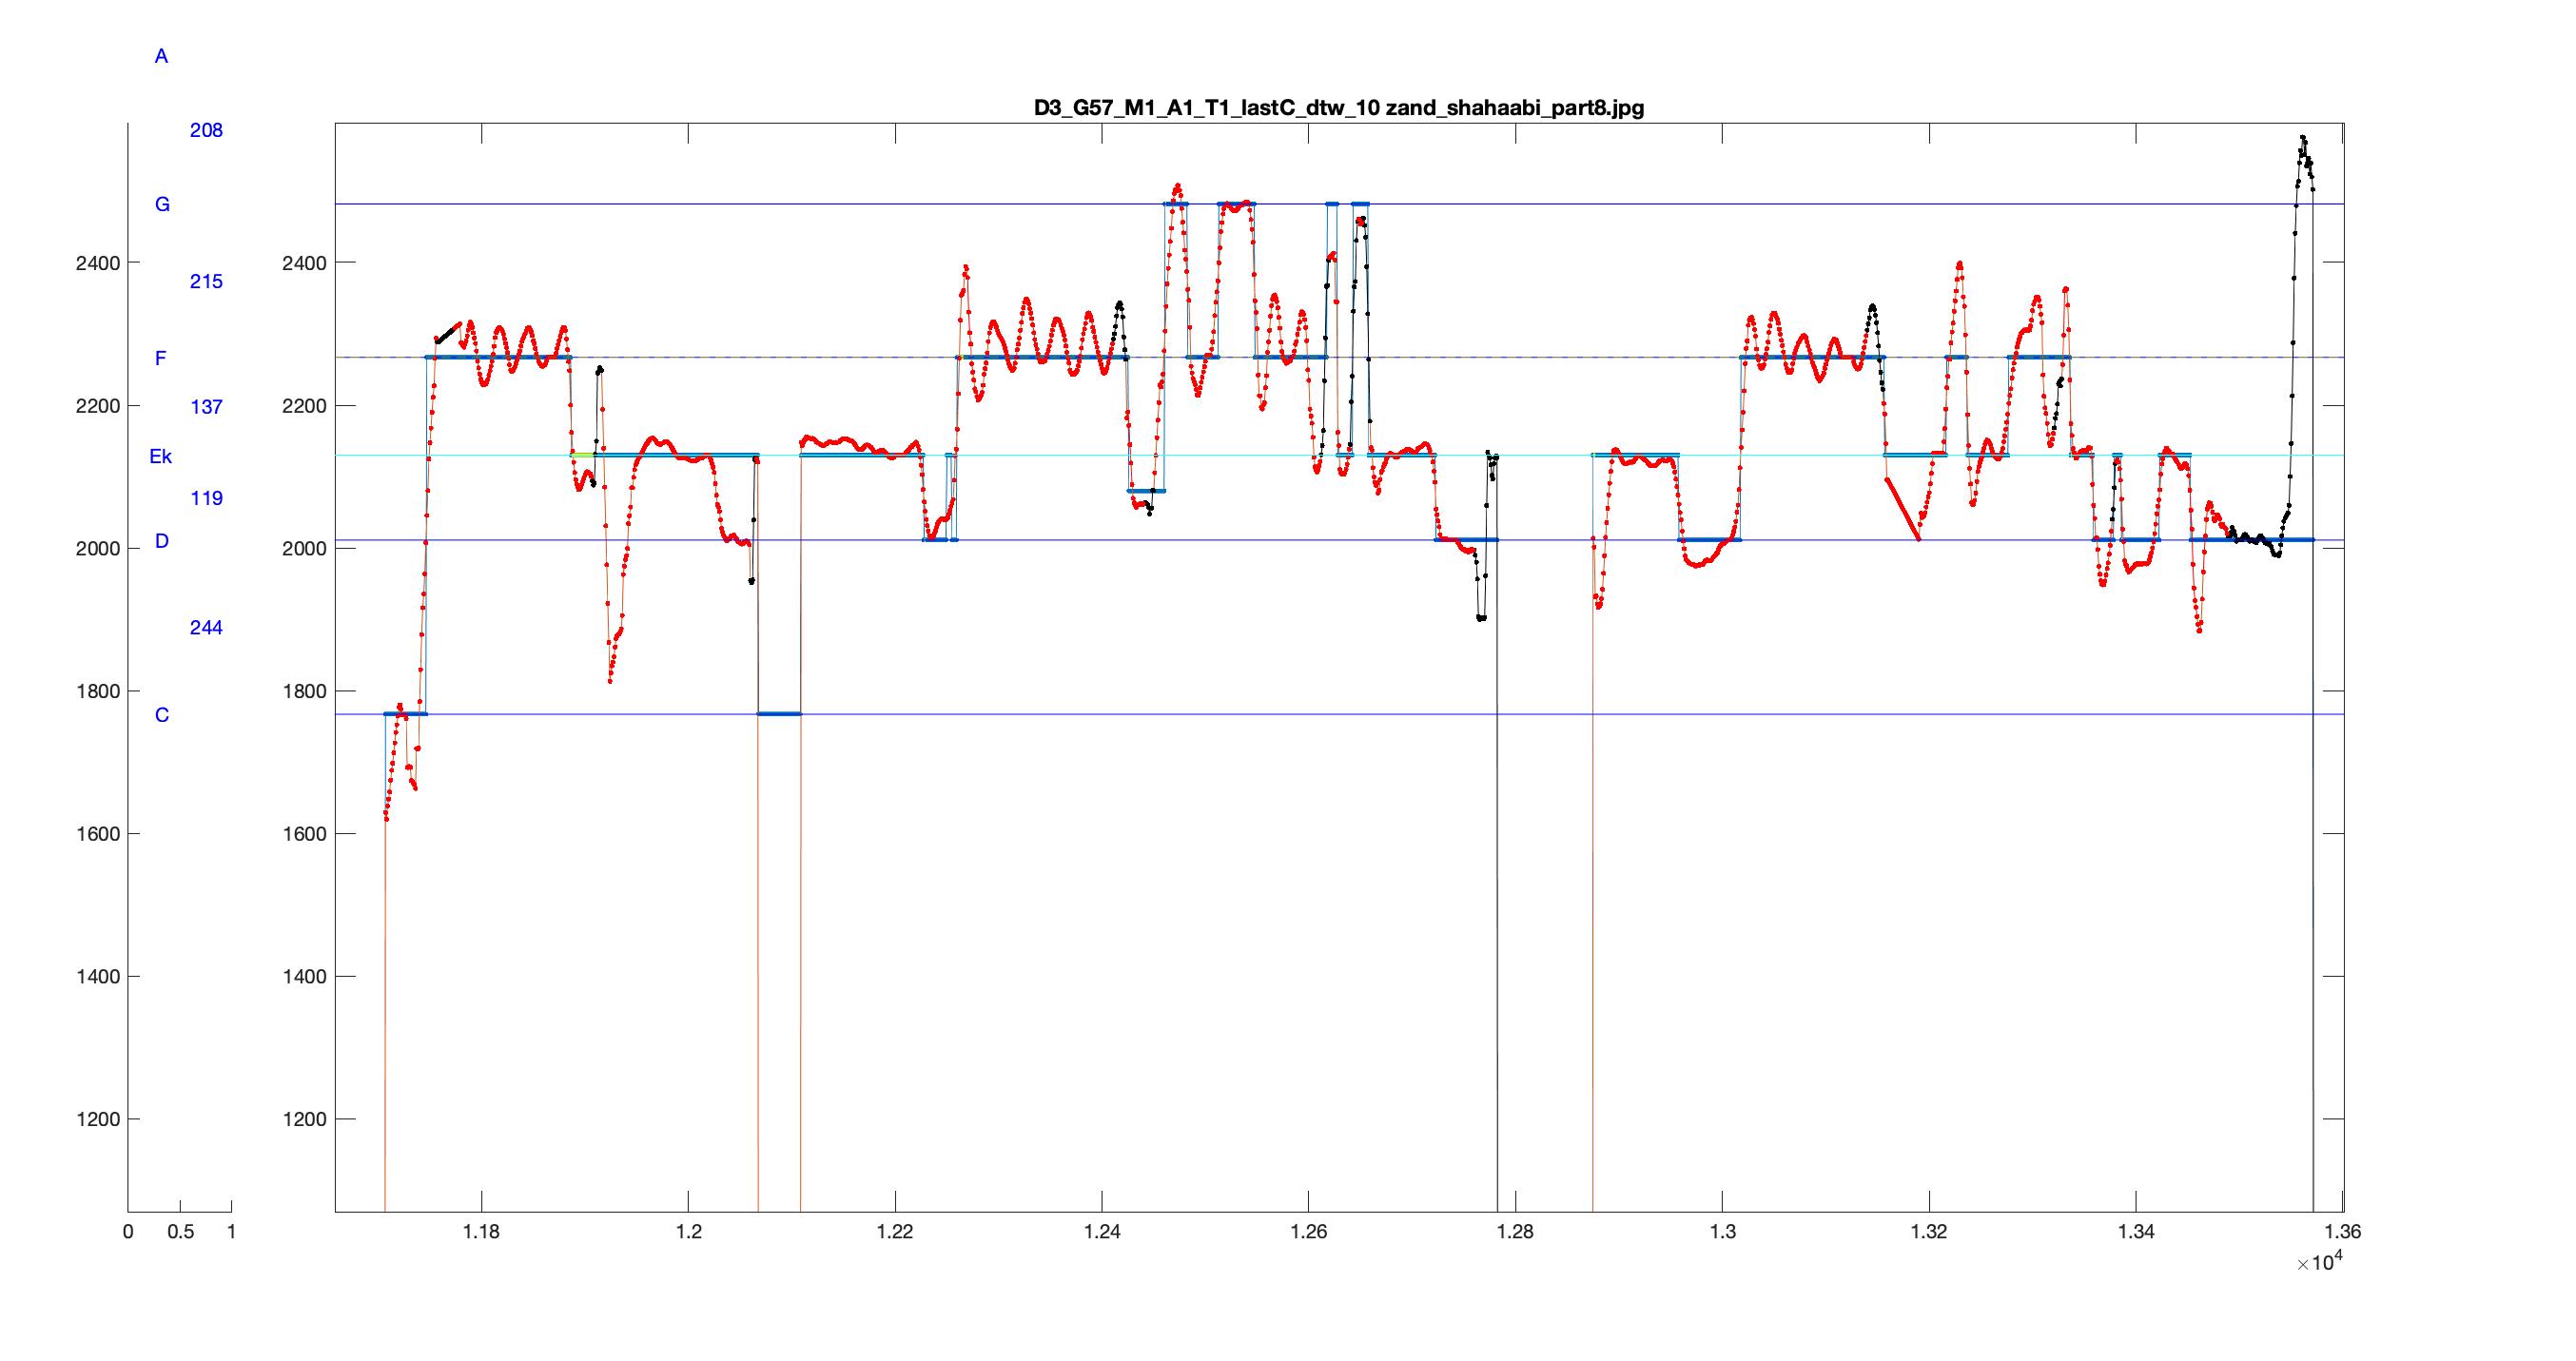 A
D3_G57_M1_A1_T1_lastC_dtw_10 zand_shahaabi_part8.jpg
208
G
2400 2400
215
F
2200 137 2200
Ek
119
D
2000 2000
244
1800 1800
C
1600 1600
1400 1400
1200 1200
0 0.5 1 1.18 1.2 1.22 1.24 1.26 1.28 1.3 1.32 1.34 1.36
×10^4